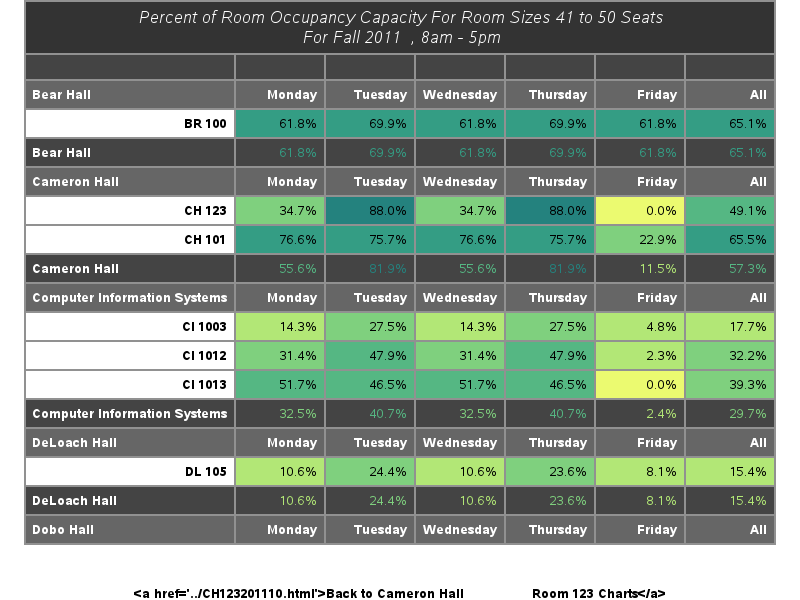 Percent of Room Occupancy Capacity For Room Sizes 41 to 50 Seats
For Fall 2011 , 8am - 5pm
Bear Hall Monday Tuesday Wednesday Thursday Friday All
BR 100 61.8% 69.9% 61.8% 69.9% 61.8% 65.1%
Bear Hall 61.8% 69.9% 61.8% 69.9% 61.8% 65.1%
Cameron Hall Monday Tuesday Wednesday Thursday Friday All
CH 123 34.7% 88.0% 34.7% 88.0% 0.0% 49.1%
CH 101 76.6% 75.7% 76.6% 75.7% 22.9% 65.5%
Cameron Hall 55.6% 81.9% 55.6% 81.9% 11.5% 57.3%
Computer Information Systems Monday Tuesday Wednesday Thursday Friday All
CI 1003 14.3% 27.5% 14.3% 27.5% 4.8% 17.7%
CI 1012 31.4% 47.9% 31.4% 47.9% 2.3% 32.2%
CI 1013 51.7% 46.5% 51.7% 46.5% 0.0% 39.3%
Computer Information Systems 32.5% 40.7% 32.5% 40.7% 2.4% 29.7%
DeLoach Hall Monday Tuesday Wednesday Thursday Friday All
DL 105 10.6% 24.4% 10.6% 23.6% 8.1% 15.4%
DeLoach Hall 10.6% 24.4% 10.6% 23.6% 8.1% 15.4%
Dobo Hall Monday Tuesday Wednesday Thursday Friday All
<a href='../CH123201110.html'>Back to Cameron Hall Room 123 Charts</a>